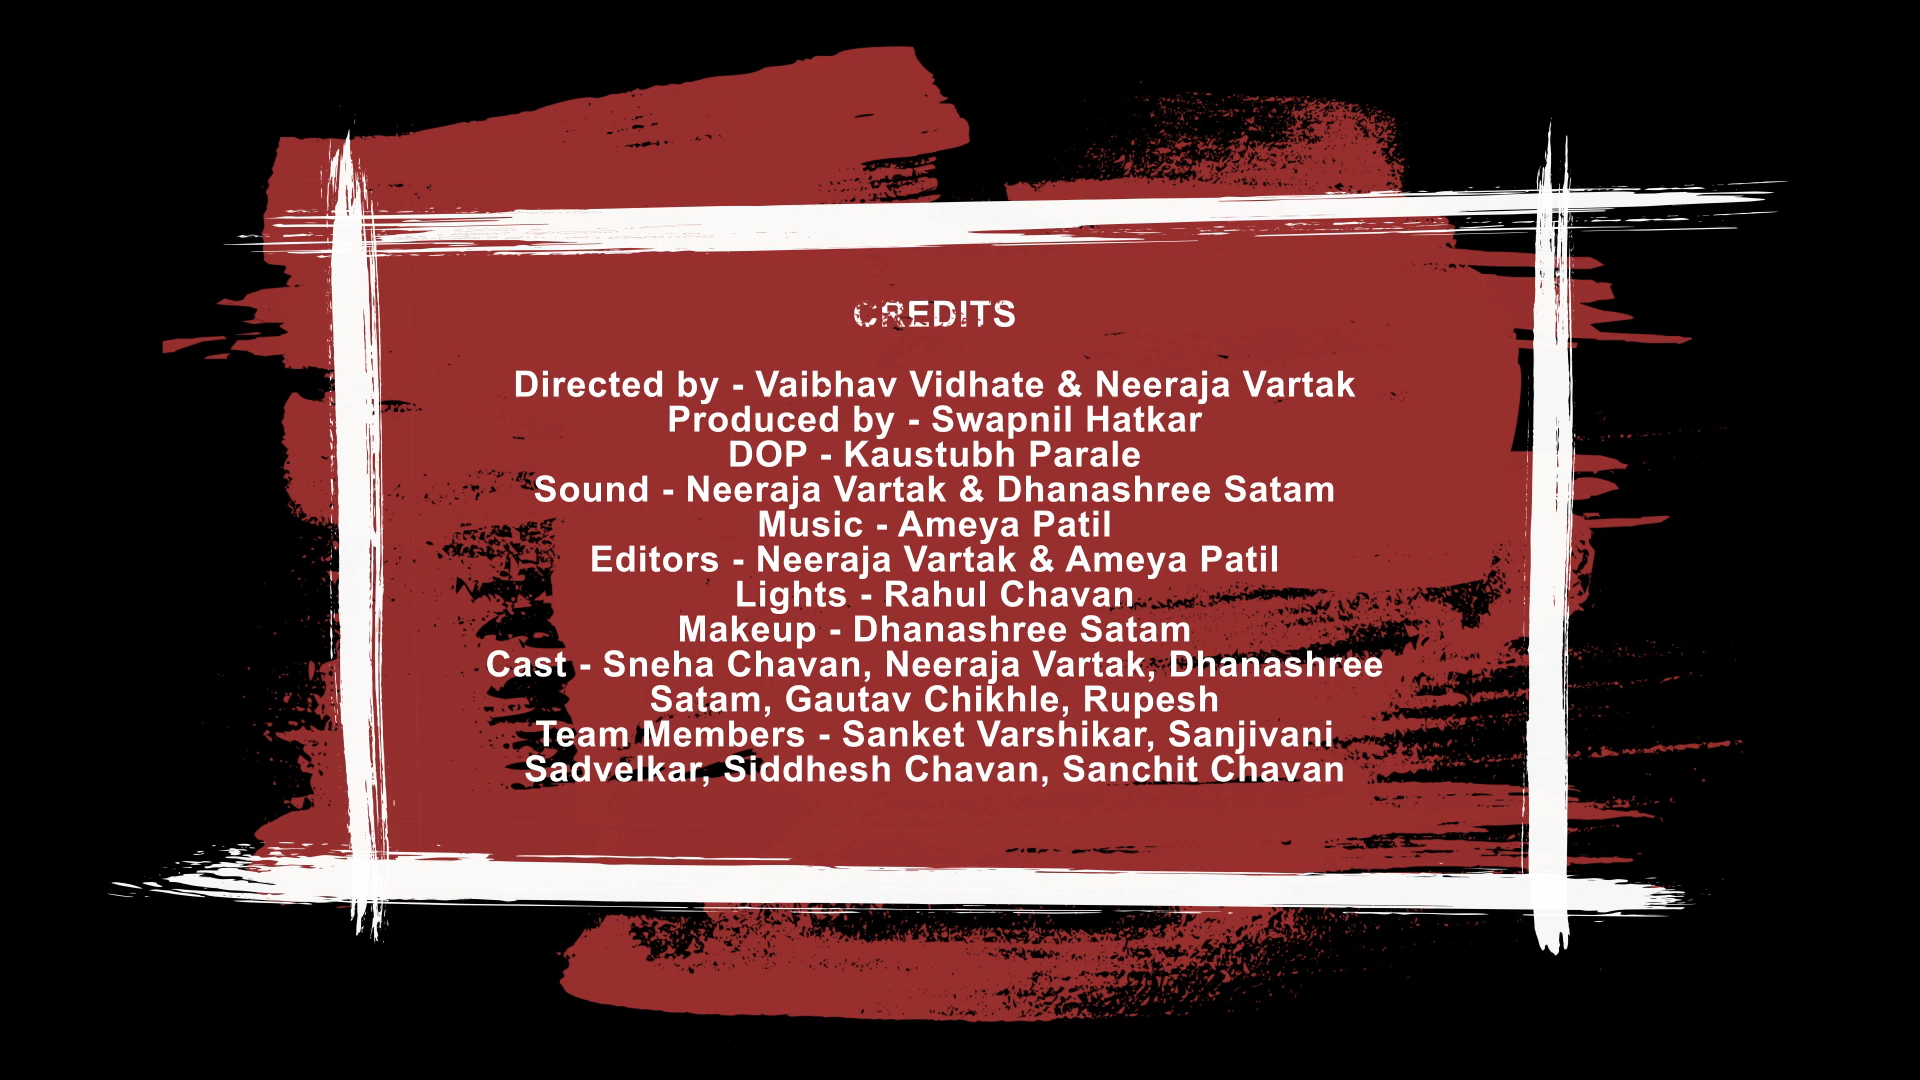 CREDITS
Directed by - Vaibhav Vidhate & Neeraja Vartak
Produced by - Swapnil Hatkar
DOP - Kaustubh Parale
Sound - Neeraja Vartak & Dhanashree Satam
Music - Ameya Patil
Editors - Neeraja Vartak & Ameya Patil
Lights - Rahul Chavan
Makeup - Dhanashree Satam
Cast - Sneha Chavan, Neeraja Vartak, Dhanashree
Satam, Gautav Chikhle, Rupesh
Team Members - Sanket Varshikar, Sanjivani
Sadvelkar, Siddhesh Chavan, Sanchit Chavan